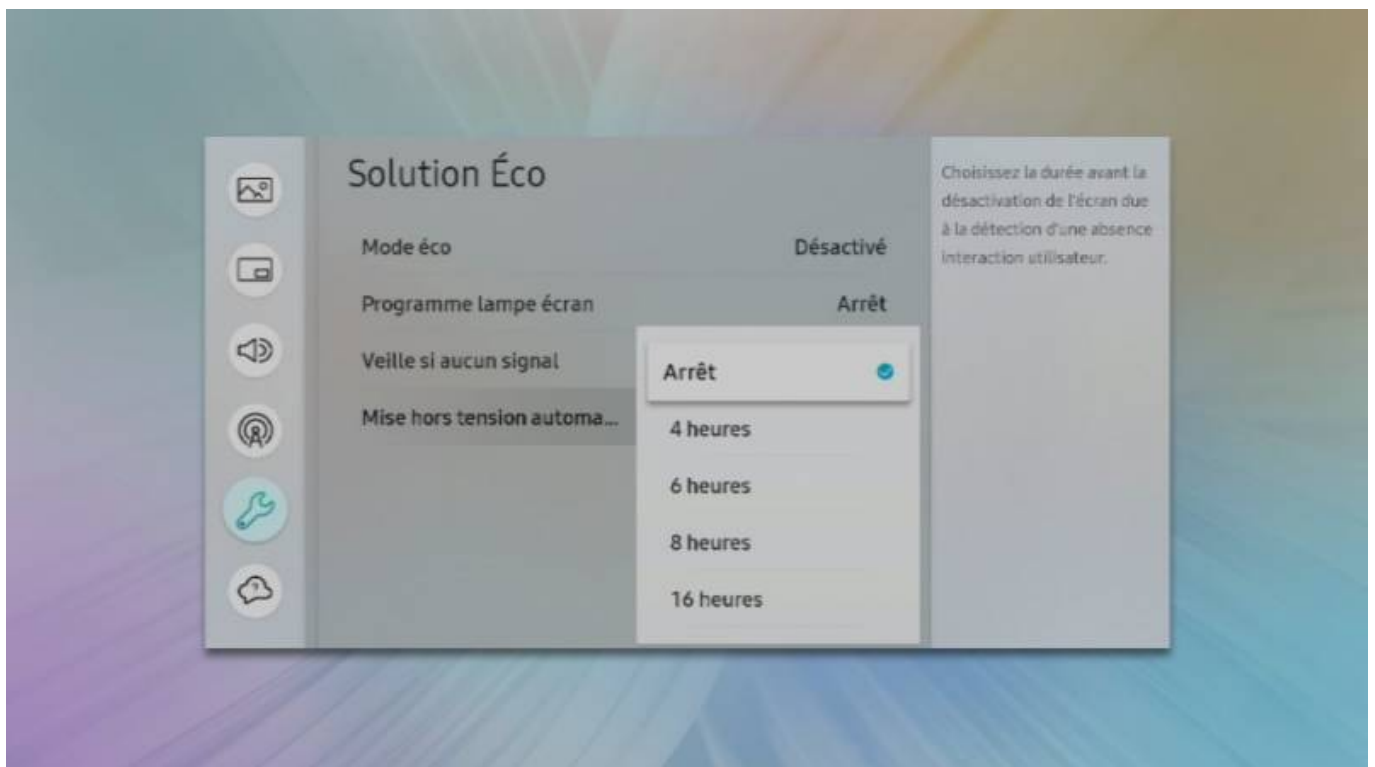 Solution Éco
Mode éco Désactivé
Programme lampe écran Arrêt
Veille si aucun signal
Mise hors tension automa...
Arrêt
4 heures
6 heures
8 heures
16 heures
Choisissez la durée avant la
désactivation de l'écran due
à la détection d'une absence
interaction utilisateur.